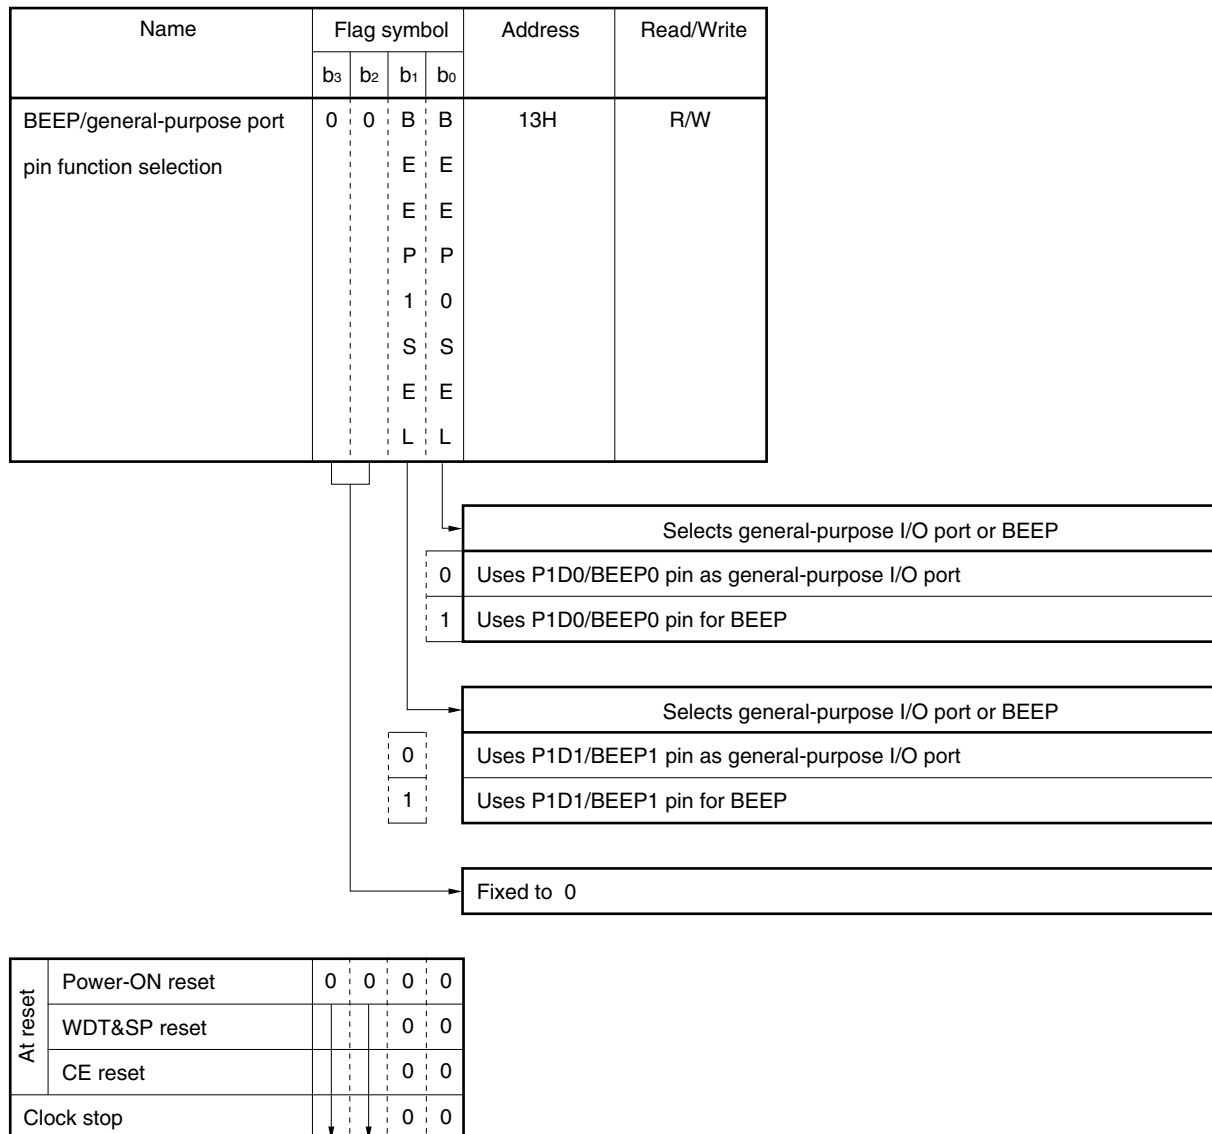 Name Flag symbol Address Read/Write
b3 b2 b1 b0
BEEP/general-purpose port 0 0 B B 13H R/W
pin function selection E E
E E
P P
1 0
S S
E E
L L
Selects general-purpose I/O port or BEEP
0 Uses P1D0/BEEP0 pin as general-purpose I/O port
1 Uses P1D0/BEEP0 pin for BEEP
Selects general-purpose I/O port or BEEP
0 Uses P1D1/BEEP1 pin as general-purpose I/O port
1 Uses P1D1/BEEP1 pin for BEEP
Fixed to 0
At reset
Power-ON reset 0 0 0 0
WDT&SP reset 0 0
CE reset 0 0
Clock stop 0 0